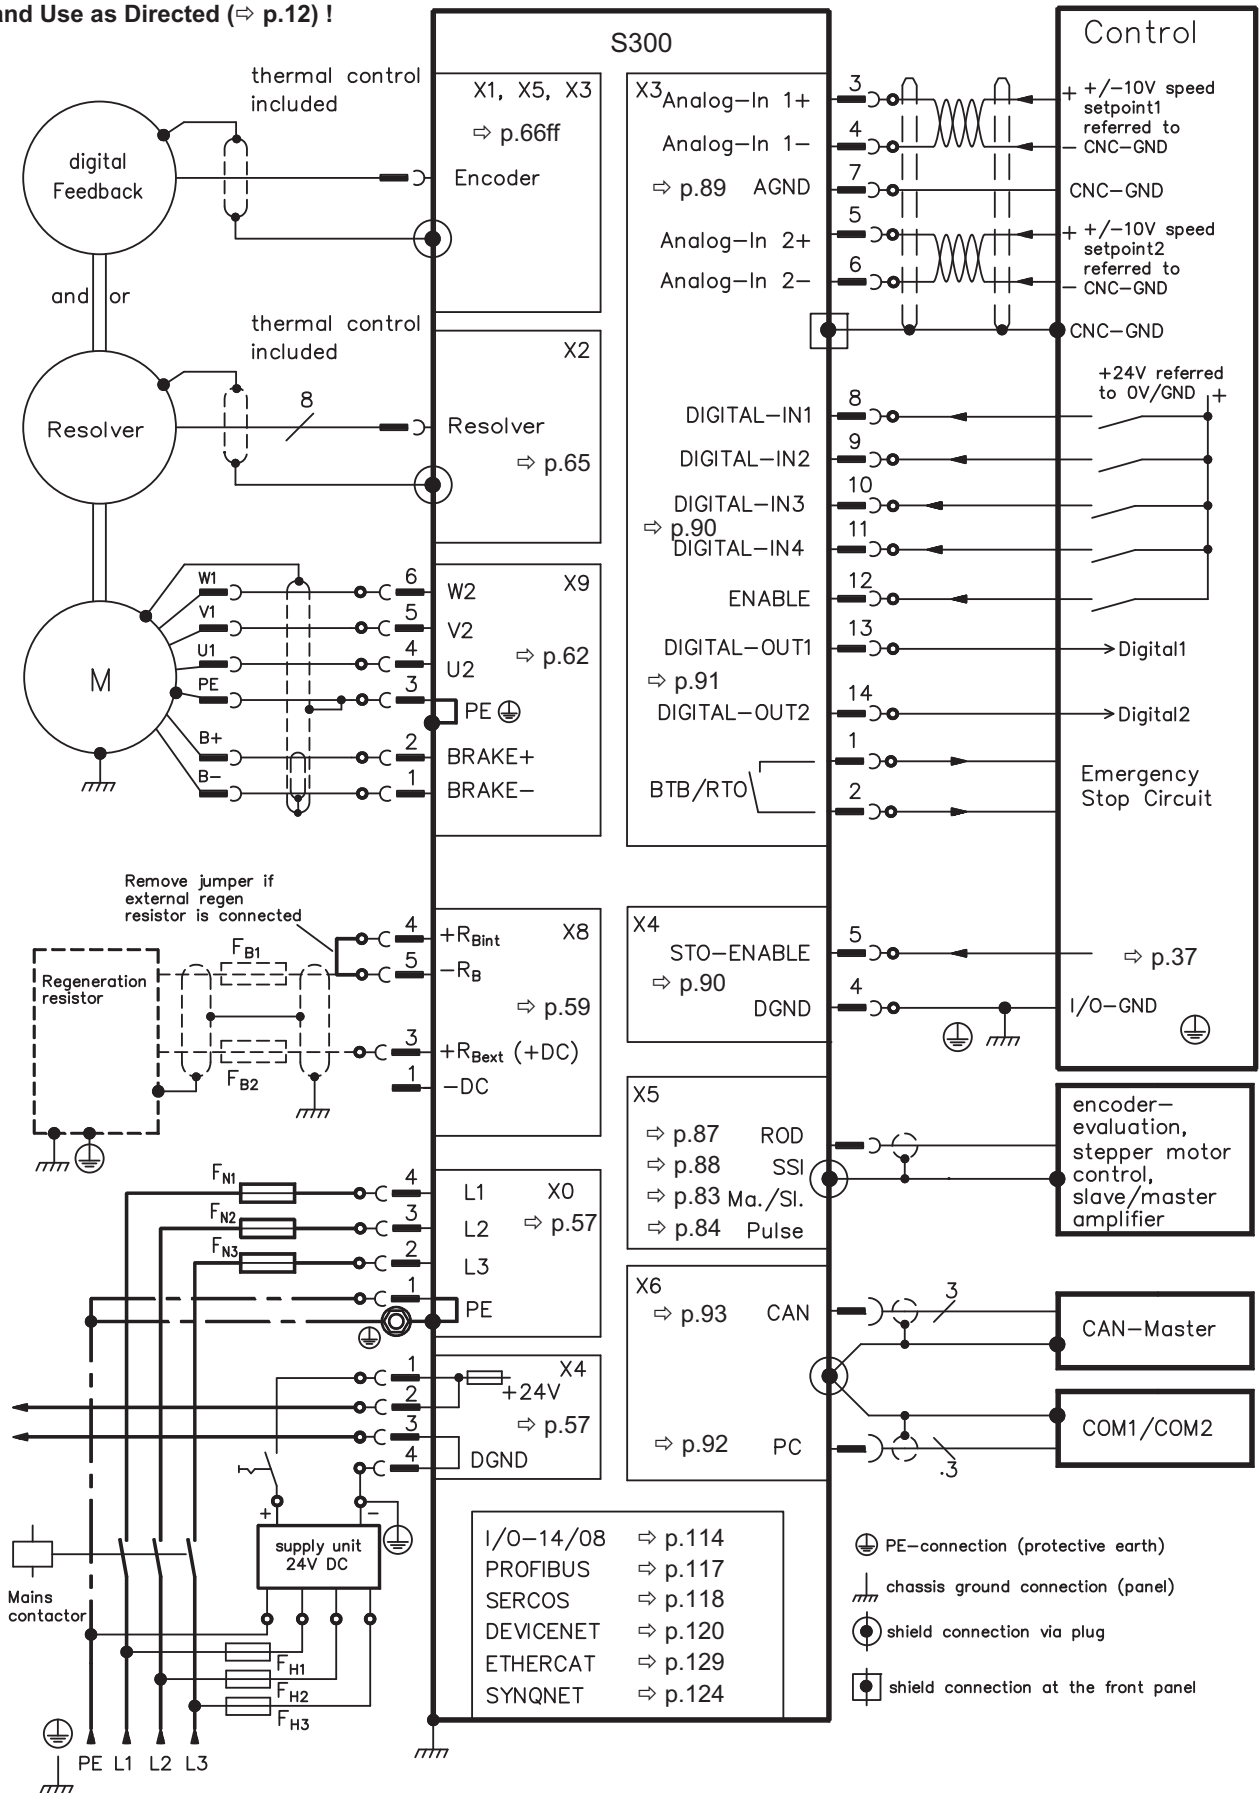 and Use as Directed (⇨ p.12) !
S300
Control
thermal control
included
digital
Feedback
X1, X5, X3
⇨ p.66ff
Encoder
and or
thermal control
included
Resolver
8
X2
Resolver
⇨ p.65
X3
Analog-In 1+
3
Analog-In 1-
4
⇨ p.89
AGND
7
Analog-In 2+
5
Analog-In 2-
6
+ +/-10V speed
setpoint1
referred to
- CNC-GND
CNC-GND
+ +/-10V speed
setpoint2
referred to
- CNC-GND
CNC-GND
+24V referred
to 0V/GND
+
DIGITAL-IN1
8
DIGITAL-IN2
9
DIGITAL-IN3
10
⇨ p.90
DIGITAL-IN4
11
ENABLE
12
DIGITAL-OUT1
13
Digital1
⇨ p.91
DIGITAL-OUT2
14
Digital2
BTB/RTO
1
2
Emergency
Stop Circuit
M
W1
6
W2
X9
V1
5
V2
U1
4
U2
⇨ p.62
PE
3
PE
B+
2
BRAKE+
B-
1
BRAKE-
Remove jumper if
external regen
resistor is connected
Regeneration
resistor
FB1
FB2
4
+RBint
X8
5
-RB
⇨ p.59
3
+RBext (+DC)
1
-DC
X4
STO-ENABLE
5
⇨ p.37
⇨ p.90
DGND
4
I/O-GND
X5
⇨ p.87 ROD
⇨ p.88 SSI
⇨ p.83 Ma./Sl.
⇨ p.84 Pulse
encoder-
evaluation,
stepper motor
control,
slave/master
amplifier
FN1
4
L1
X0
FN2
3
L2
⇨ p.57
FN3
2
L3
1
PE
X6
⇨ p.93 CAN
3
CAN-Master
⇨ p.92 PC
.3
COM1/COM2
1
X4
+24V
2
3
⇨ p.57
4
DGND
+
-
supply unit
24V DC
Mains
contactor
FH1
FH2
FH3
PE L1 L2 L3
I/O-14/08 ⇨ p.114
PROFIBUS ⇨ p.117
SERCOS ⇨ p.118
DEVICENET ⇨ p.120
ETHERCAT ⇨ p.129
SYNQNET ⇨ p.124
PE-connection (protective earth)
chassis ground connection (panel)
shield connection via plug
shield connection at the front panel